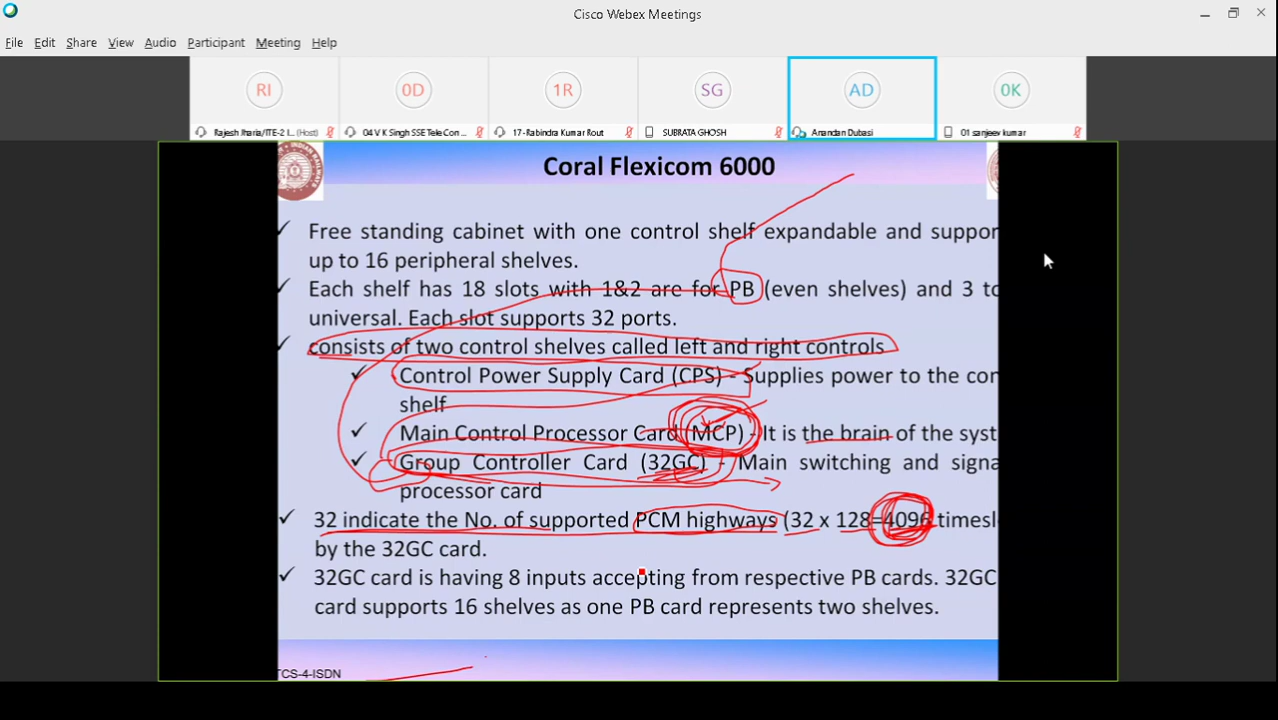 Cisco Webex Meetings
File Edit Share View Audio Participant Meeting Help
RI 0D 1R SG AD 0K
Rajesh Jharia/ITE-2 I... (Host) 04 V K Singh SSE Tele Con ... 17- Rabindra Kumar Rout SUBRATA GHOSH Anandan Dubasi 01 sanjeev kumar
Coral Flexicom 6000
✓ Free standing cabinet with one control shelf expandable and suppor
up to 16 peripheral shelves.
✓ Each shelf has 18 slots with 1&2 are for PB (even shelves) and 3 to
universal. Each slot supports 32 ports.
✓ consists of two control shelves called left and right controls
✓ Control Power Supply Card (CPS) - Supplies power to the con
shelf
✓ Main Control Processor Card (MCP) - It is the brain of the syst
✓ Group Controller Card (32GC) - Main switching and signa
processor card
✓ 32 indicate the No. of supported PCM highways (32 x 128=4096 timesl
by the 32GC card.
✓ 32GC card is having 8 inputs accepting from respective PB cards. 32GC
card supports 16 shelves as one PB card represents two shelves.
TCS-4-ISDN